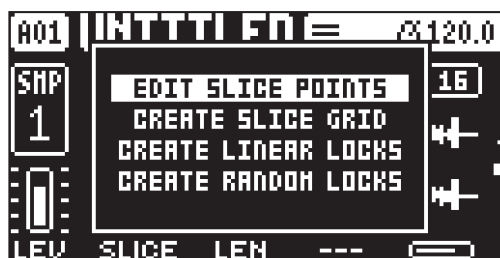 A01 UNTITLED 120.0
SMP
1
16
EDIT SLICE POINTS
CREATE SLICE GRID
CREATE LINEAR LOCKS
CREATE RANDOM LOCKS
LEV SLICE LEN ---